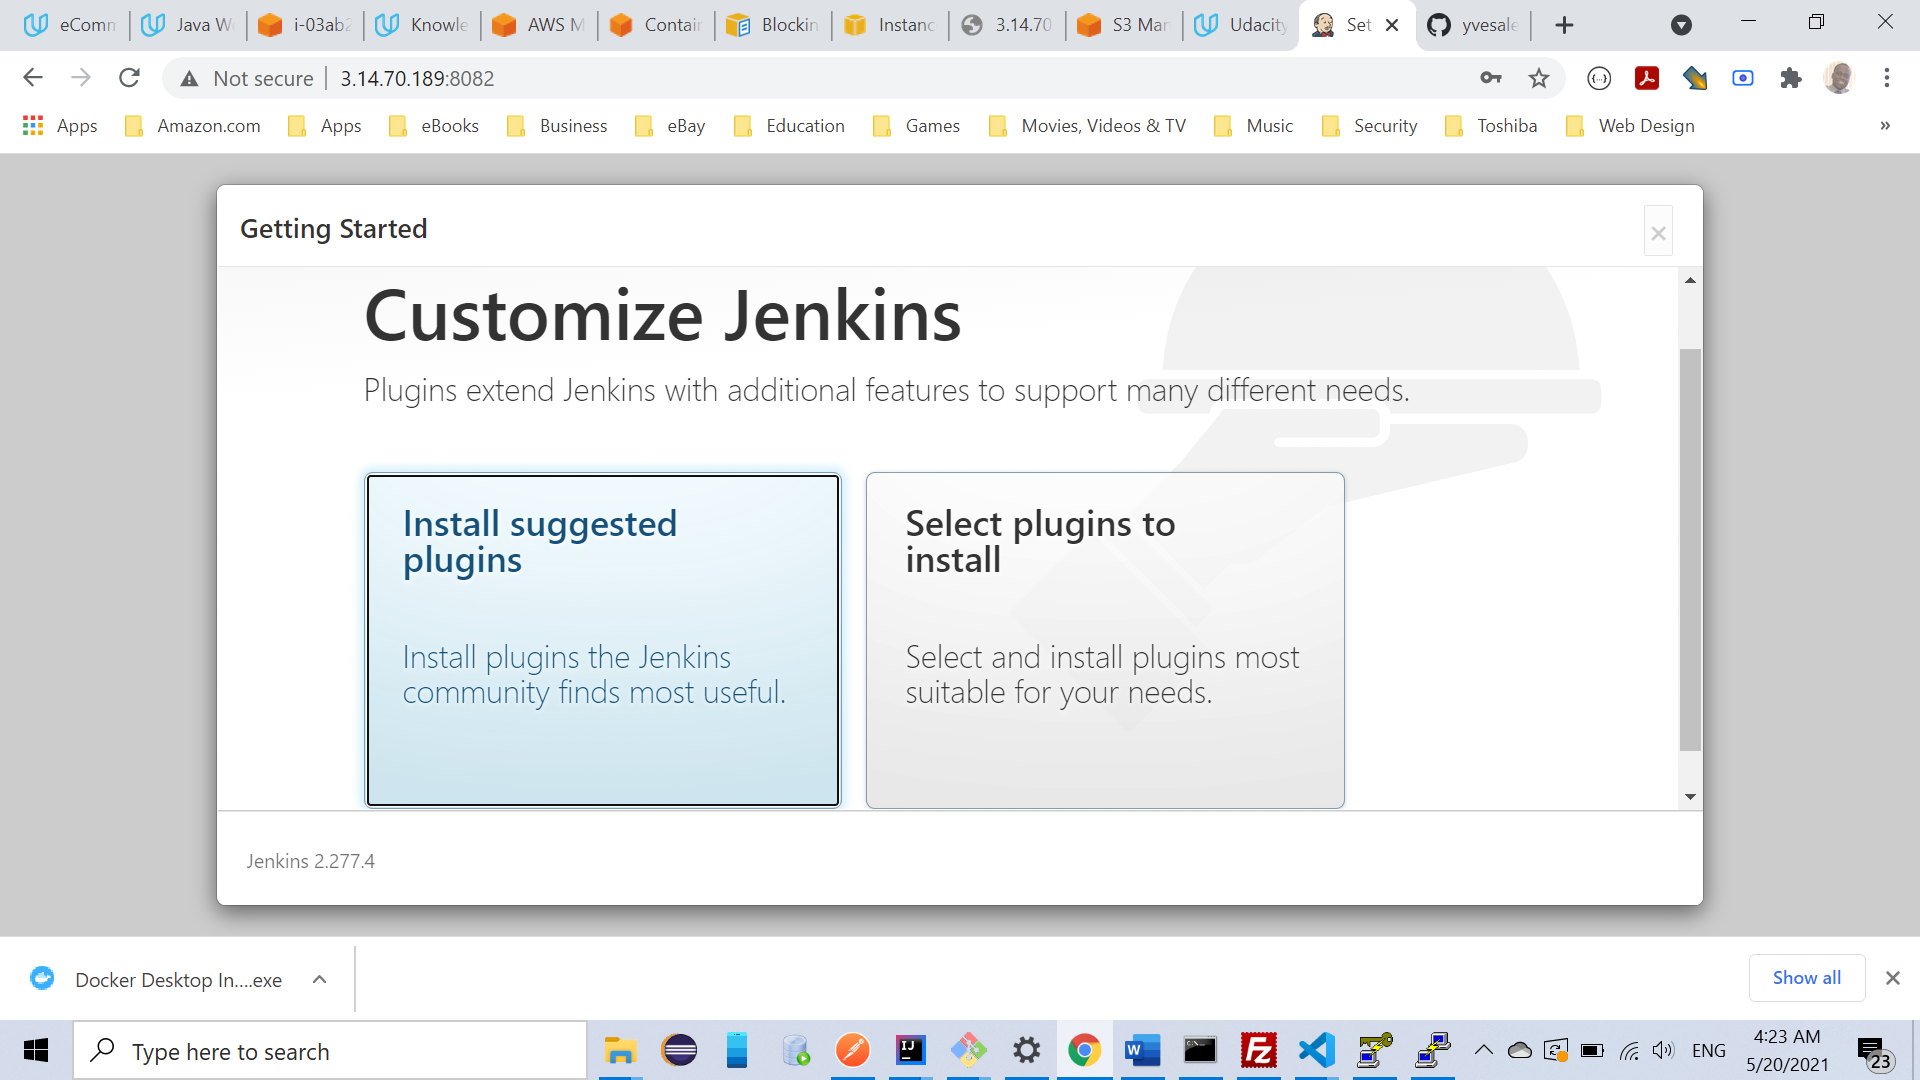 eComm
Java W
i-03ab2
Knowle
AWS M
Contain
Blockin
Instanc
3.14.70
S3 Man
Udacity
Set
yvesale
Not secure
3.14.70.189:8082
Apps
Amazon.com
Apps
eBooks
Business
eBay
Education
Games
Movies, Videos & TV
Music
Security
Toshiba
Web Design
»
Getting Started
Customize Jenkins
Plugins extend Jenkins with additional features to support many different needs.
Install suggested
plugins
Install plugins the Jenkins
community finds most useful.
Select plugins to
install
Select and install plugins most
suitable for your needs.
Jenkins 2.277.4
Docker Desktop In....exe
Show all
Type here to search
ENG
4:23 AM
5/20/2021
23